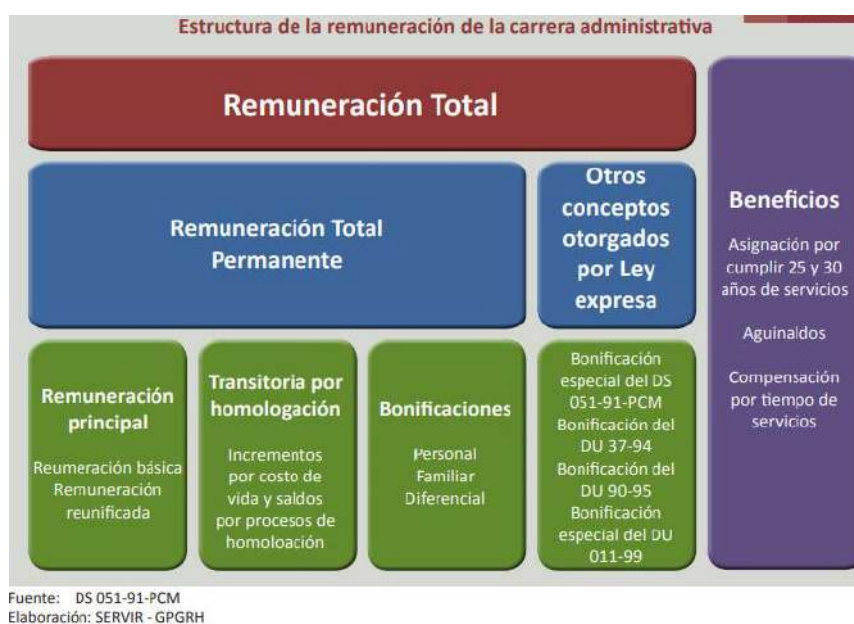 Estructura de la remuneración de la carrera administrativa
Remuneración Total
Remuneración Total
Permanente
Otros
conceptos
otorgados
por Ley
expresa
Remuneración
principal
Reumeración básica
Remuneración
reunificada
Transitoria por
homologación
Incrementos
por costo de
vida y saldos
por procesos de
homoloación
Bonificaciones
Personal
Familiar
Diferencial
Bonificación
especial del DS
051-91-PCM
Bonificación del
DU 37-94
Bonificación del
DU 90-95
Bonificación
especial del DU
011-99
Beneficios
Asignación por
cumplir 25 y 30
años de servicios
Aguinaldos
Compensación
por tiempo de
servicios
Fuente: DS 051-91-PCM
Elaboración: SERVIR - GPGRH